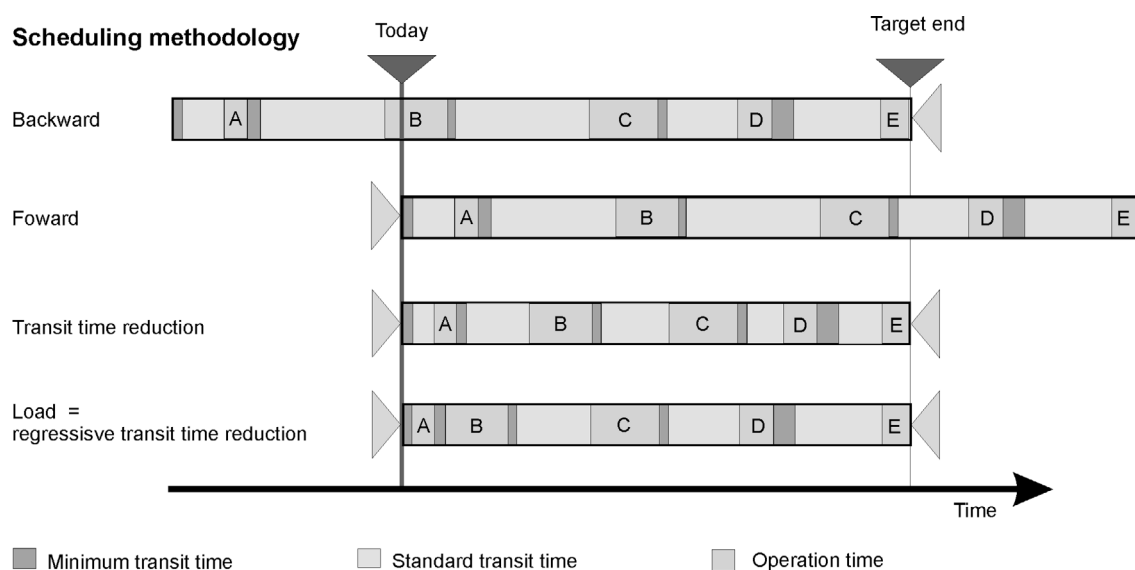 Scheduling methodology
Today
Target end
Backward
A
B
C
D
E
Foward
A
B
C
D
E
Transit time reduction
A
B
C
D
E
Load =
regressisve transit time reduction
A
B
C
D
E
Time
Minimum transit time
Standard transit time
Operation time